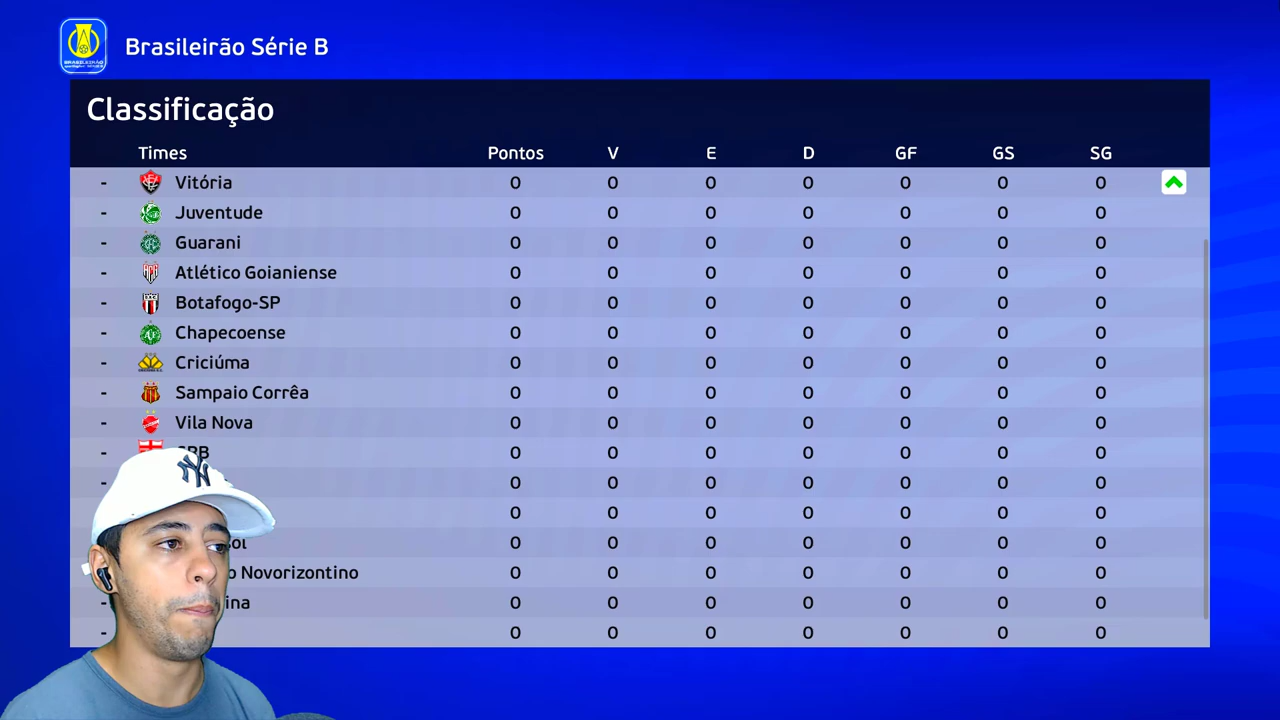 Brasileirão Série B
Classificação
Times Pontos V E D GF GS SG
- Vitória 0 0 0 0 0 0 0
- Juventude 0 0 0 0 0 0 0
- Guarani 0 0 0 0 0 0 0
- Atlético Goianiense 0 0 0 0 0 0 0
- Botafogo-SP 0 0 0 0 0 0 0
- Chapecoense 0 0 0 0 0 0 0
- Criciúma 0 0 0 0 0 0 0
- Sampaio Corrêa 0 0 0 0 0 0 0
- Vila Nova 0 0 0 0 0 0 0
- 0 0 0 0 0 0 0
- 0 0 0 0 0 0 0
0 0 0 0 0 0 0
0 0 0 0 0 0 0
Novorizontino 0 0 0 0 0 0 0
- 0 0 0 0 0 0 0
- 0 0 0 0 0 0 0
NY